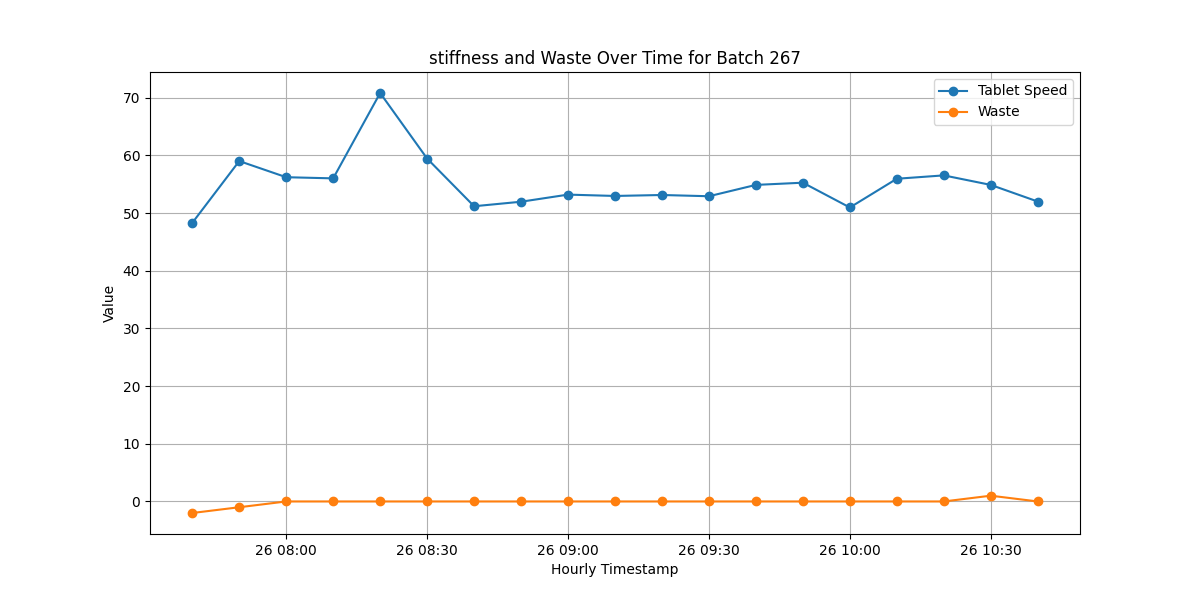 stiffness and Waste Over Time for Batch 267
Tablet Speed
Waste
70
60
50
40
30
20
10
0
Value
26 08:00 26 08:30 26 09:00 26 09:30 26 10:00 26 10:30
Hourly Timestamp